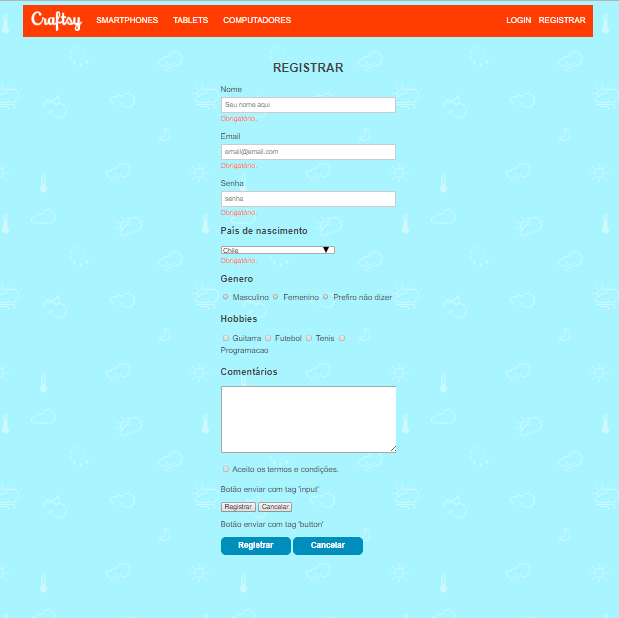 Craftsy SMARTPHONES TABLETS COMPUTADORES LOGIN REGISTRAR
REGISTRAR
Nome
Seu nome aqui
Obrigatório.
Email
email@email.com
Obrigatório.
Senha
senha
Obrigatório.
País de nascimento
Chile
Obrigatório.
Genero
Masculino Femenino Prefiro não dizer
Hobbies
Guitarra Futebol Tenis
Programacao
Comentários
Aceito os termos e condições.
Botão enviar com tag 'input'
Registrar Cancelar
Botão enviar com tag 'button'
Registrar Cancelar